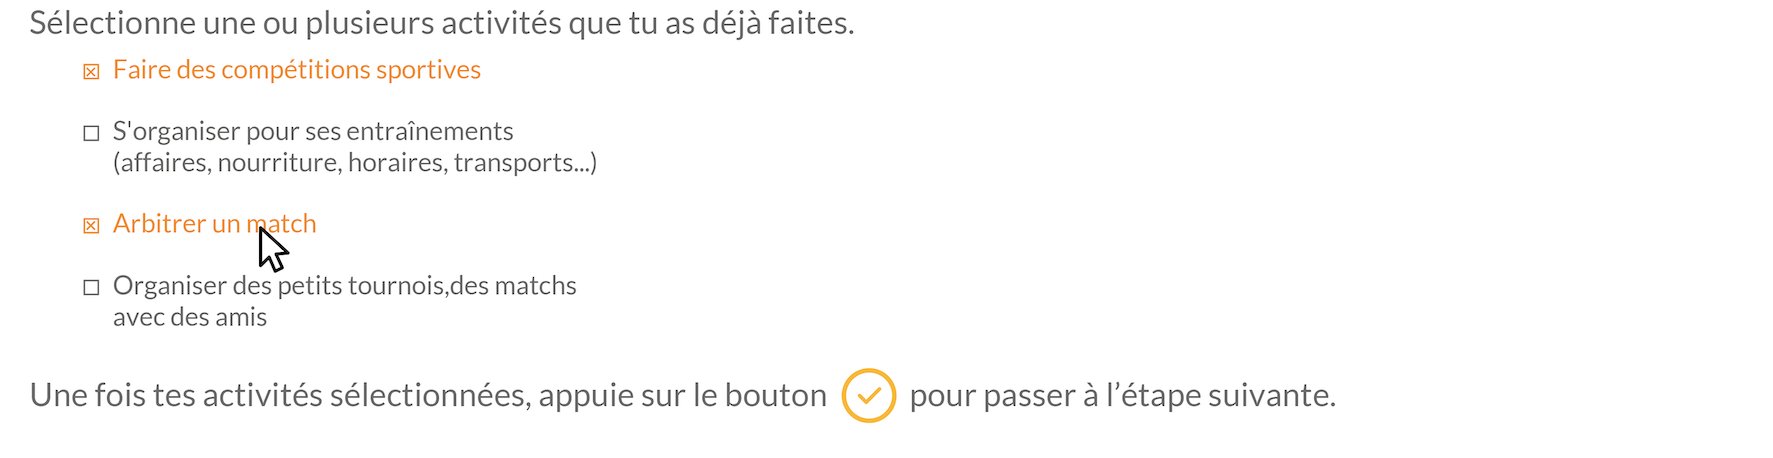 Sélectionne une ou plusieurs activités que tu as déjà faites.
Faire des compétitions sportives
S'organiser pour ses entraînements
(affaires, nourriture, horaires, transports...)
Arbitrer un match
Organiser des petits tournois,des matchs
avec des amis
Une fois tes activités sélectionnées, appuie sur le bouton pour passer à l’étape suivante.